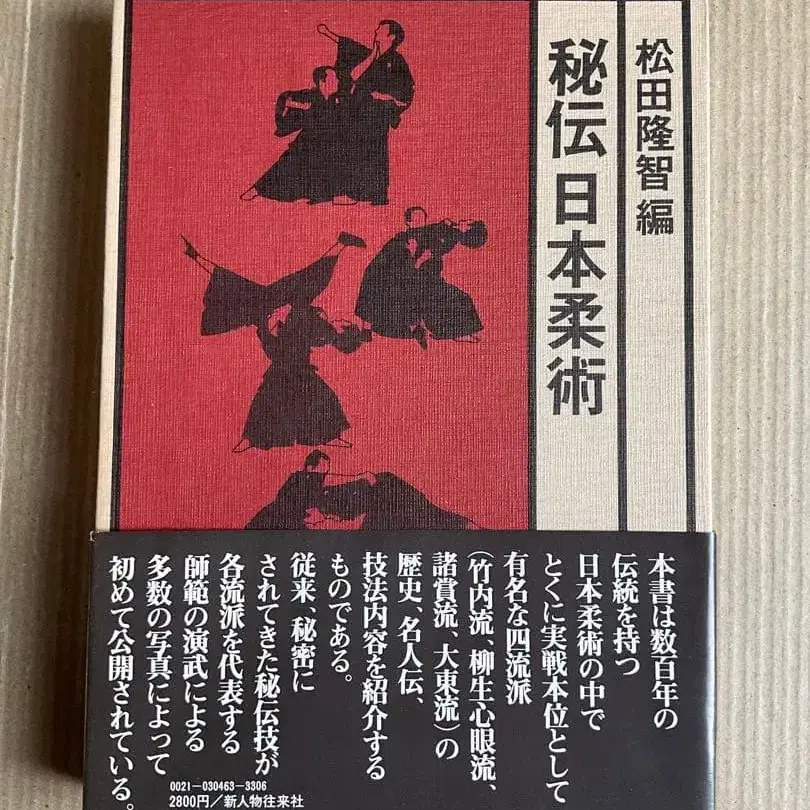 松田隆智 編
秘伝 日本柔術
本書は数百年の
伝統を持つ
日本柔術の中で
とくに実戦本位として
有名な四流派
(竹内流、柳生心眼流、
諸賞流、大東流)の
歴史、名人伝、
技法内容を紹介する
ものである。
従来、秘密に
されてきた秘伝技が
各流派を代表する
師範の演武による
多数の写真によって
初めて公開されている。
0021-030463-3306
2800円/新人物往来社